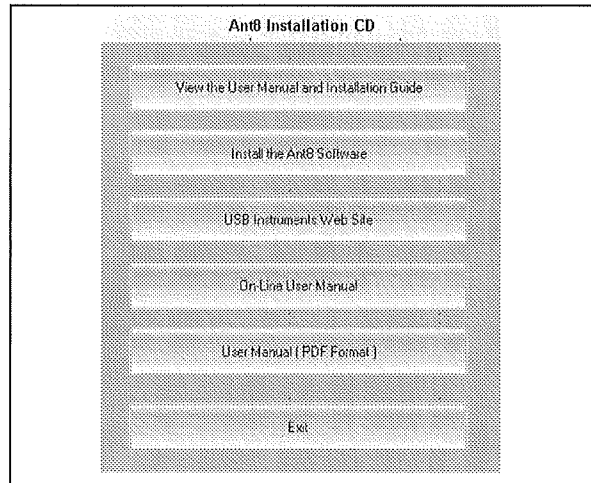 Ant8 Installation CD
View the User Manual and Installation Guide
Install the Ant8 Software
USB Instruments Web Site
On-Line User Manual
User Manual ( PDF Format )
Exit